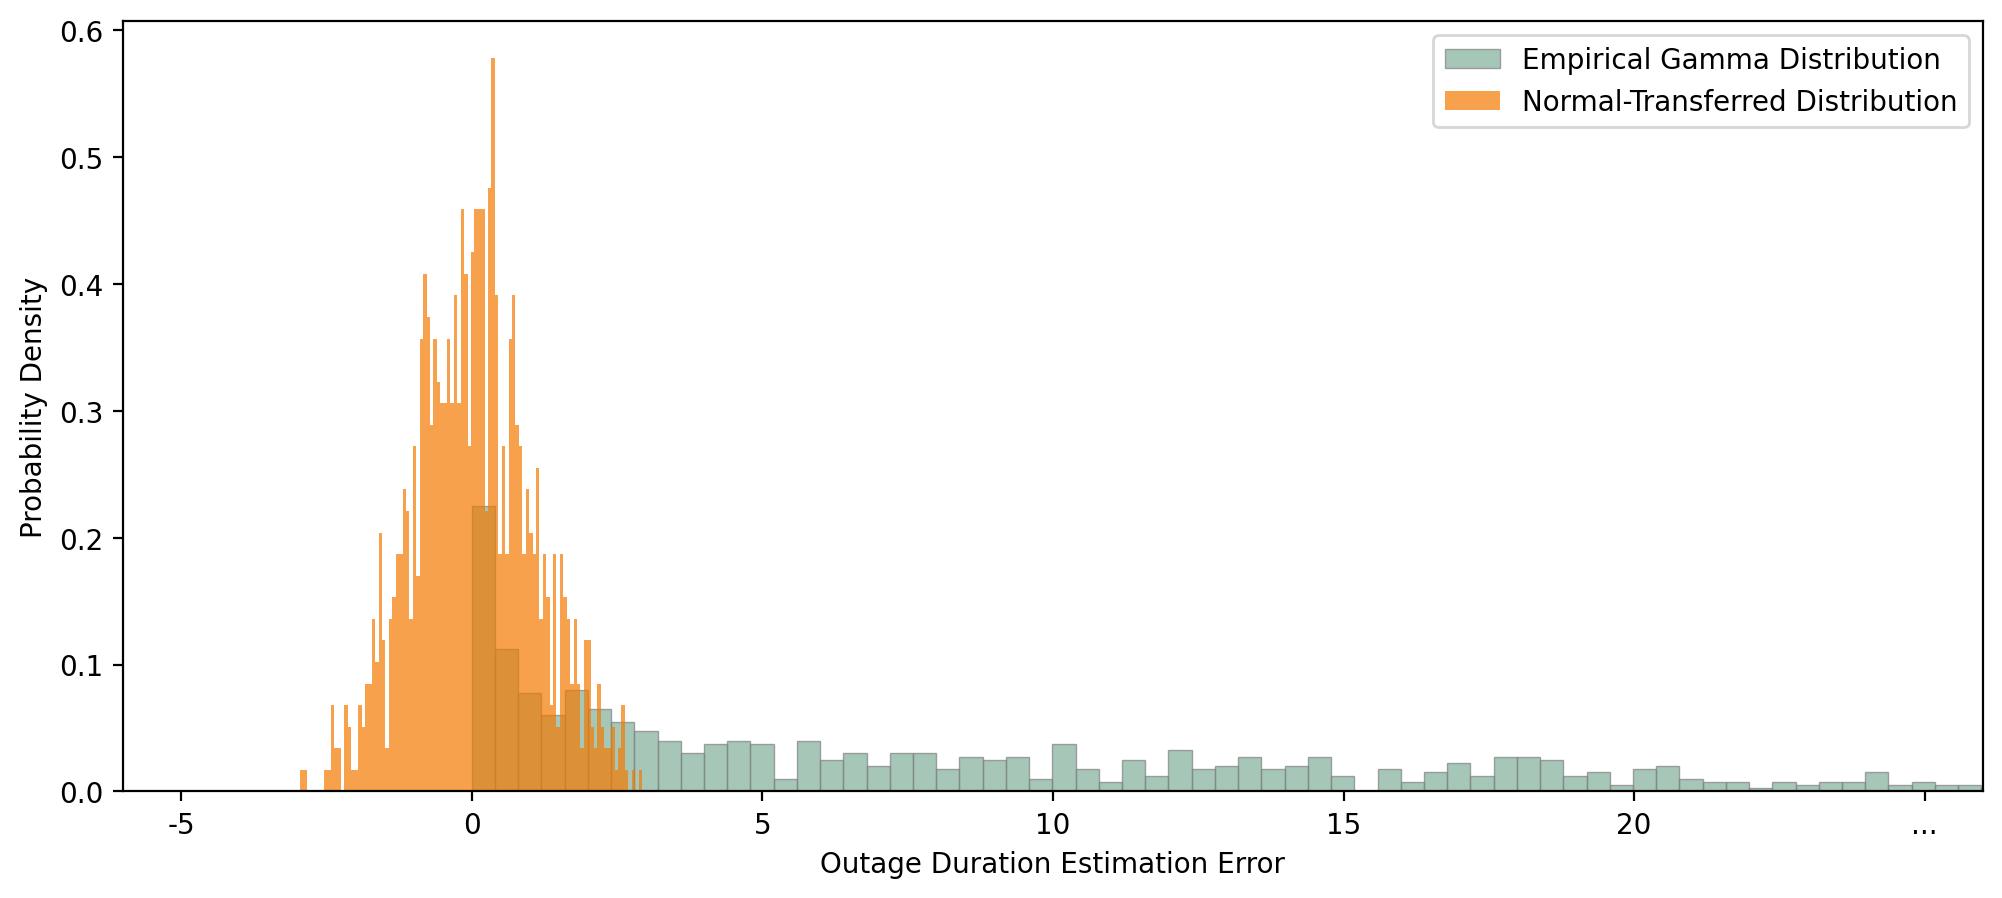 Empirical Gamma Distribution
Normal-Transferred Distribution
Probability Density
0.6
0.5
0.4
0.3
0.2
0.1
0.0
-5 0 5 10 15 20 ...
Outage Duration Estimation Error